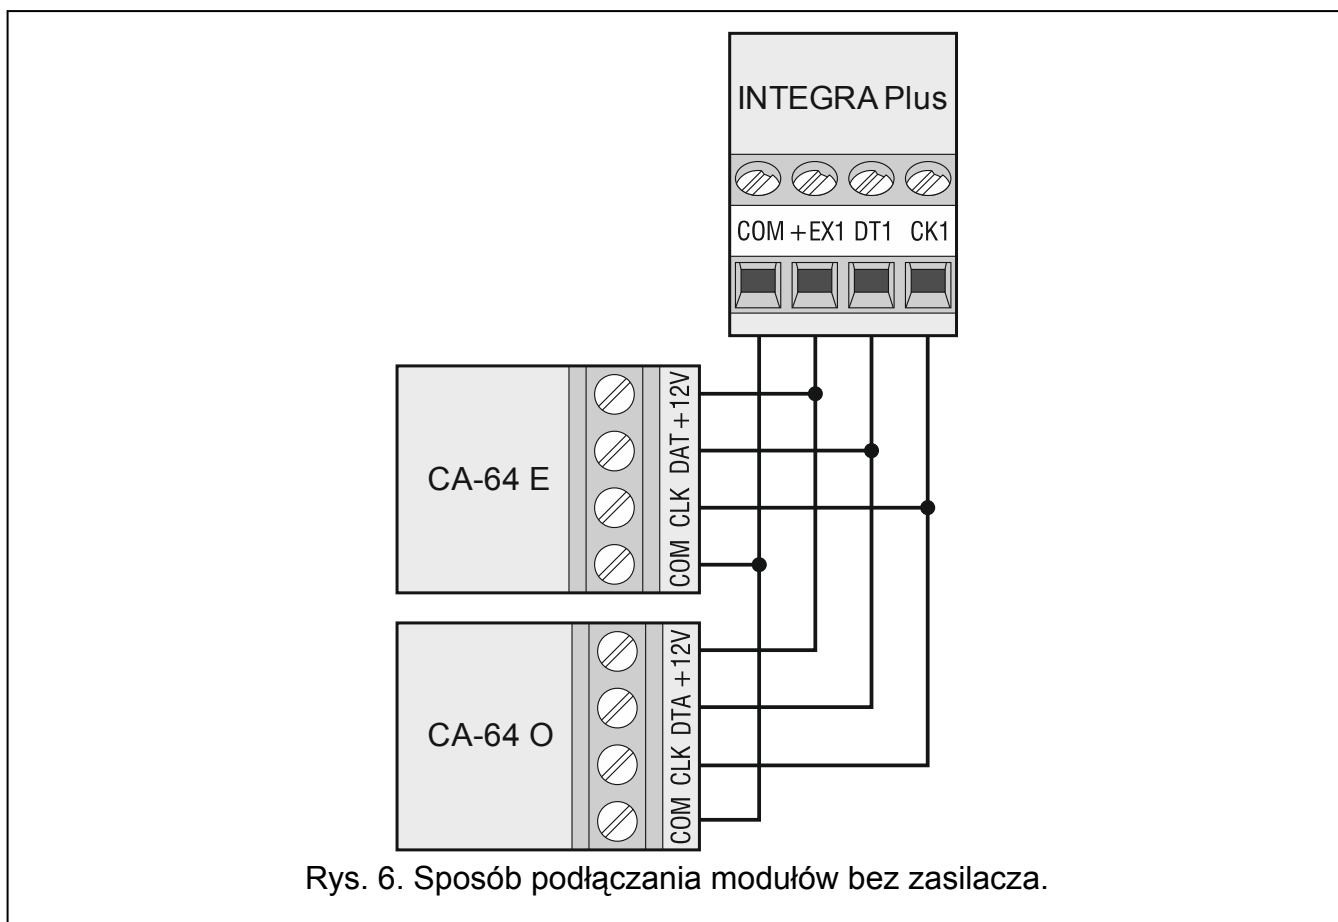 INTEGRA Plus
COM +EX1 DT1 CK1
CA-64 E
+12V
DAT
CLK
COM
CA-64 O
+12V
DTA
CLK
COM
Rys. 6. Sposób podłączania modułów bez zasilacza.